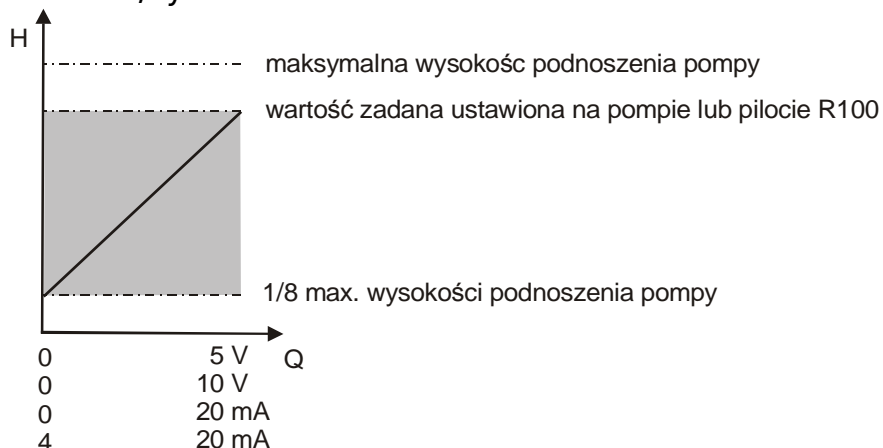 H
maksymalna wysokośc podnoszenia pompy
wartość zadana ustawiona na pompie lub pilocie R100
1/8 max. wysokości podnoszenia pompy
0 5 V Q
0 10 V
0 20 mA
4 20 mA